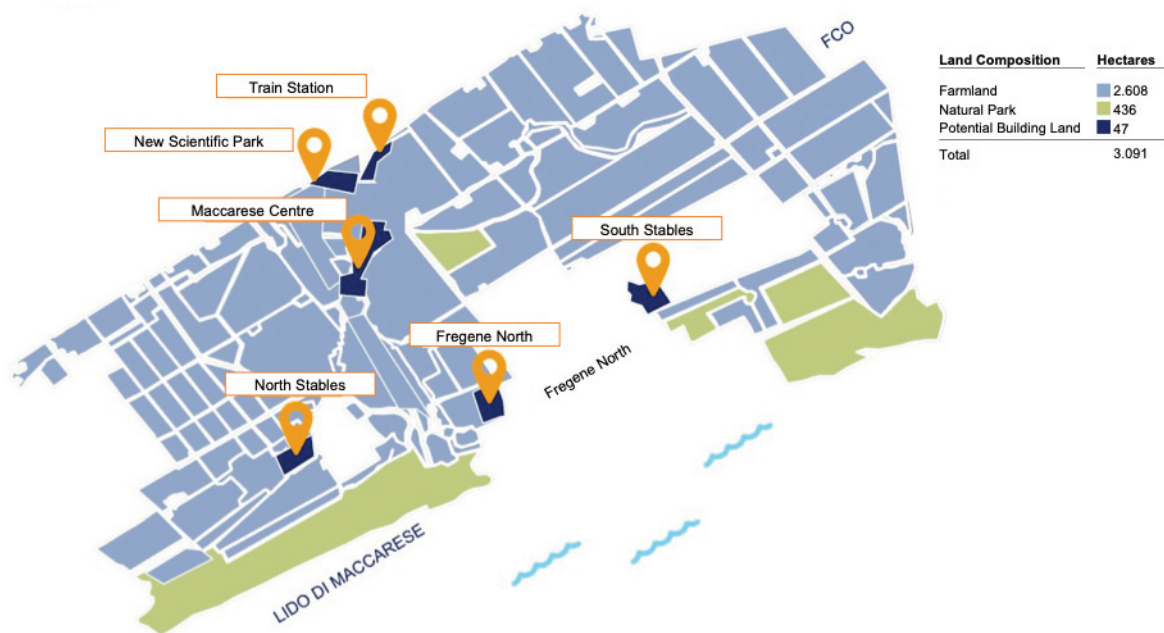 FCO
Land Composition Hectares
Farmland 2.608
Natural Park 436
Potential Building Land 47
Total 3.091
Train Station
New Scientific Park
Maccarese Centre
South Stables
Fregene North
Fregene North
North Stables
LIDO DI MACCARESE